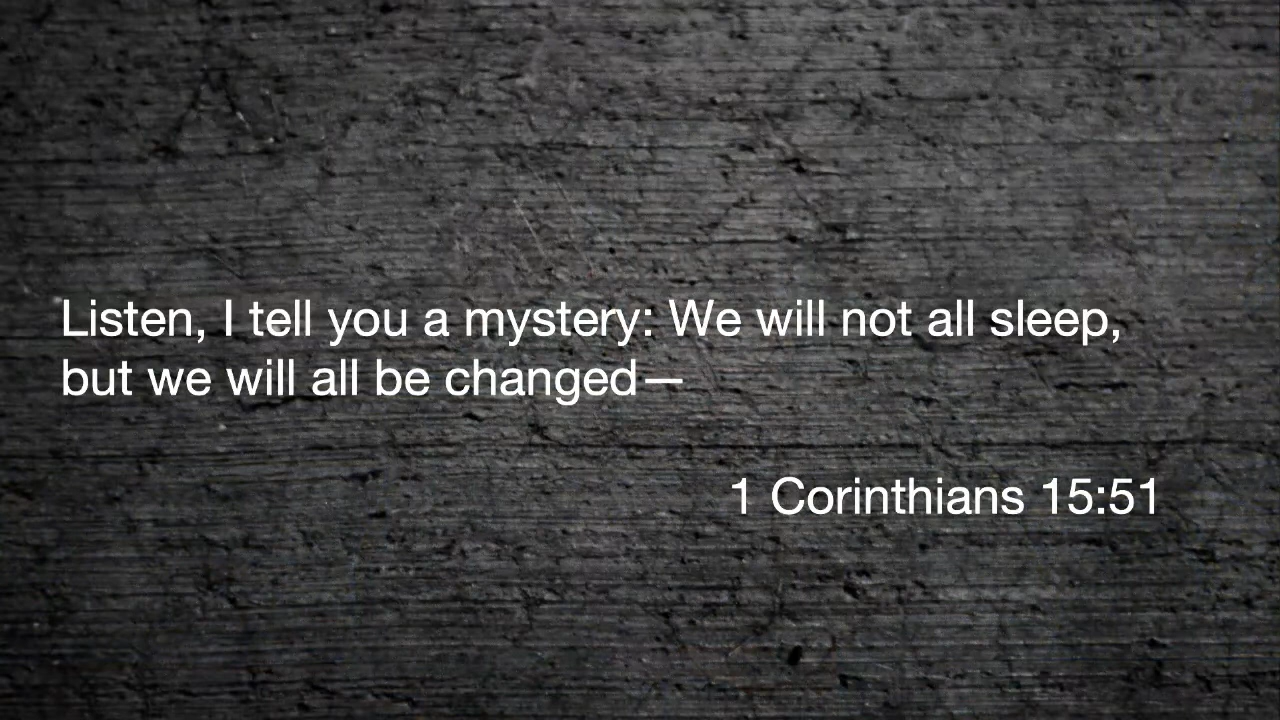 Listen, I tell you a mystery: We will not all sleep,
but we will all be changed—
1 Corinthians 15:51